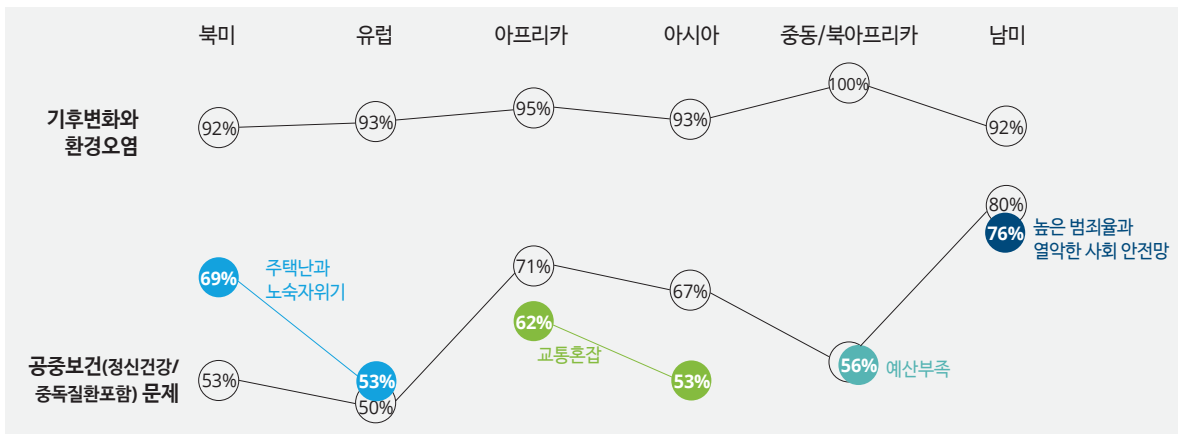 북미 유럽 아프리카 아시아 중동/북아프리카 남미
기후변화와
환경오염
92% 93% 95% 93% 100% 92%
80%
76%
높은 범죄율과
열악한 사회 안전망
69%
주택난과
노숙자위기
71%
67%
62%
교통혼잡
공중보건(정신건강/
중독질환포함) 문제
53%
53%
50%
53%
56%
예산부족